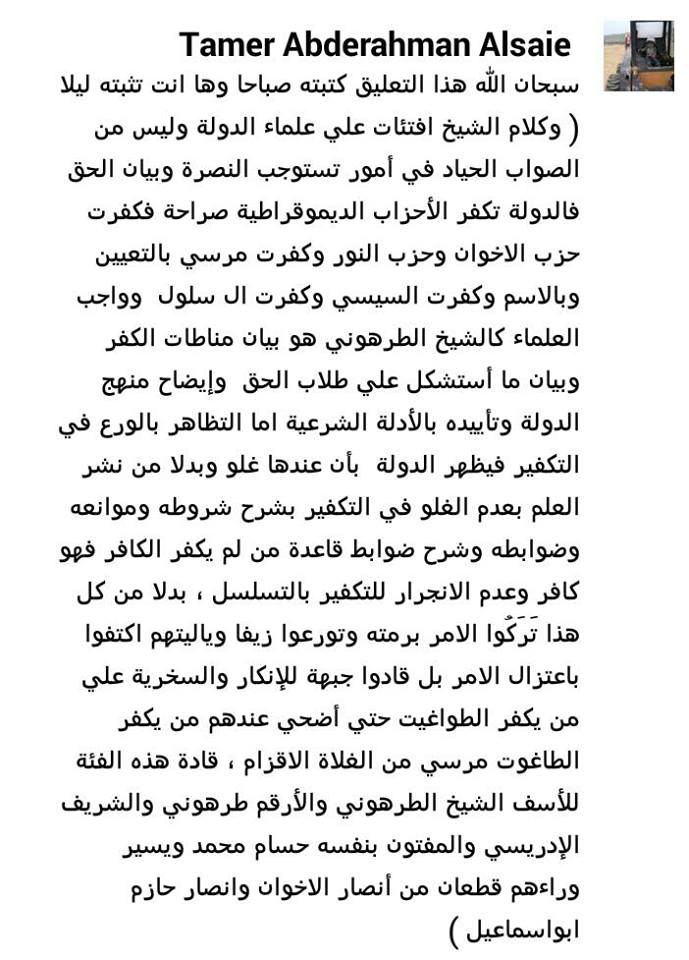 Tamer Abderahman Alsaie
سبحان الله هذا التعليق كتبته صباحا وها انت تثبته ليلا
( وكلام الشيخ افتئات علي علماء الدولة وليس من
الصواب الحياد في أمور تستوجب النصرة وبيان الحق
فالدولة تكفر الأحزاب الديموقراطية صراحة فكفرت
حزب الاخوان وحزب النور وكفرت مرسي بالتعيين
وبالاسم وكفرت السيسي وكفرت ال سلول وواجب
العلماء كالشيخ الطرهوني هو بيان مناطات الكفر
وبيان ما أستشكل علي طلاب الحق وإيضاح منهج
الدولة وتأييده بالأدلة الشرعية اما التظاهر بالورع في
التكفير فيظهر الدولة بأن عندها غلو وبدلا من نشر
العلم بعدم الغلو في التكفير بشرح شروطه وموانعه
وضوابطه وشرح ضوابط قاعدة من لم يكفر الكافر فهو
كافر وعدم الانجرار للتكفير بالتسلسل ، بدلا من كل
هذا تَرَكُوا الامر برمته وتورعوا زيفا وياليتهم اكتفوا
باعتزال الامر بل قادوا جبهة للإنكار والسخرية علي
من يكفر الطواغيت حتي أضحي عندهم من يكفر
الطاغوت مرسي من الغلاة الاقزام ، قادة هذه الفئة
للأسف الشيخ الطرهوني والأرقم طرهوني والشريف
الإدريسي والمفتون بنفسه حسام محمد ويسير
وراءهم قطعان من أنصار الاخوان وانصار حازم
ابواسماعيل )